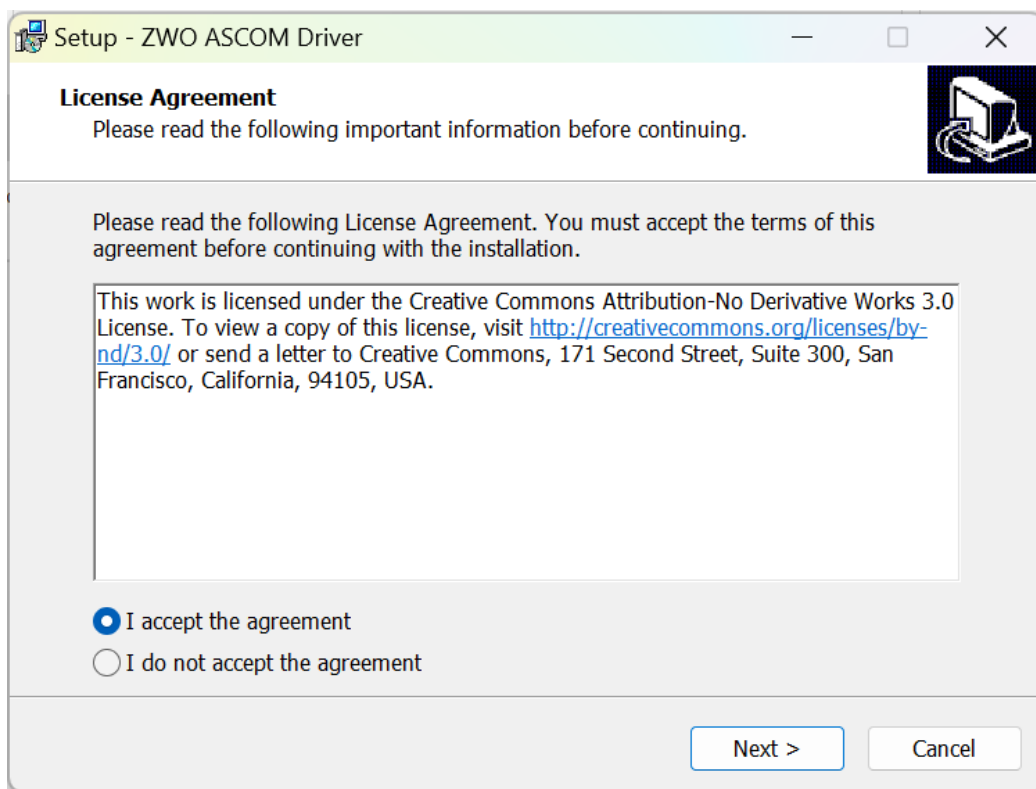 Setup - ZWO ASCOM Driver
License Agreement
Please read the following important information before continuing.
Please read the following License Agreement. You must accept the terms of this
agreement before continuing with the installation.
This work is licensed under the Creative Commons Attribution-No Derivative Works 3.0
License. To view a copy of this license, visit http://creativecommons.org/licenses/by-
nd/3.0/ or send a letter to Creative Commons, 171 Second Street, Suite 300, San
Francisco, California, 94105, USA.
I accept the agreement
I do not accept the agreement
Next >
Cancel